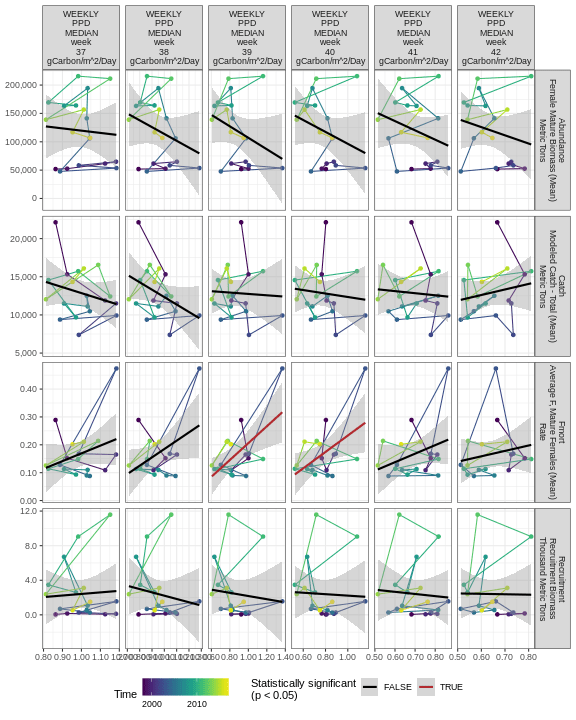 WEEKLY
PPD
MEDIAN
week
37
gCarbon/m^2/Day
WEEKLY
PPD
MEDIAN
week
38
gCarbon/m^2/Day
WEEKLY
PPD
MEDIAN
week
39
gCarbon/m^2/Day
WEEKLY
PPD
MEDIAN
week
40
gCarbon/m^2/Day
WEEKLY
PPD
MEDIAN
week
41
gCarbon/m^2/Day
WEEKLY
PPD
MEDIAN
week
42
gCarbon/m^2/Day
200,000
150,000
100,000
50,000
0
Abundance
Female Mature Biomass (Mean)
Metric Tons
20,000
15,000
10,000
5,000
Catch
Modeled Catch - Total (Mean)
Metric Tons
0.40
0.30
0.20
0.10
0.00
Fmort
Average F, Mature Females (Mean)
Rate
12.0
8.0
4.0
0.0
Recruitment
Recruitment Biomass
Thousand Metric Tons
0.80 0.90 1.00 1.10
0.80 1.00 1.20 1.40
0.60 0.80 1.00
0.50 0.60 0.70 0.80
0.50 0.60 0.70 0.80
Time
2000 2010
Statistically significant
(p < 0.05)
FALSE
TRUE